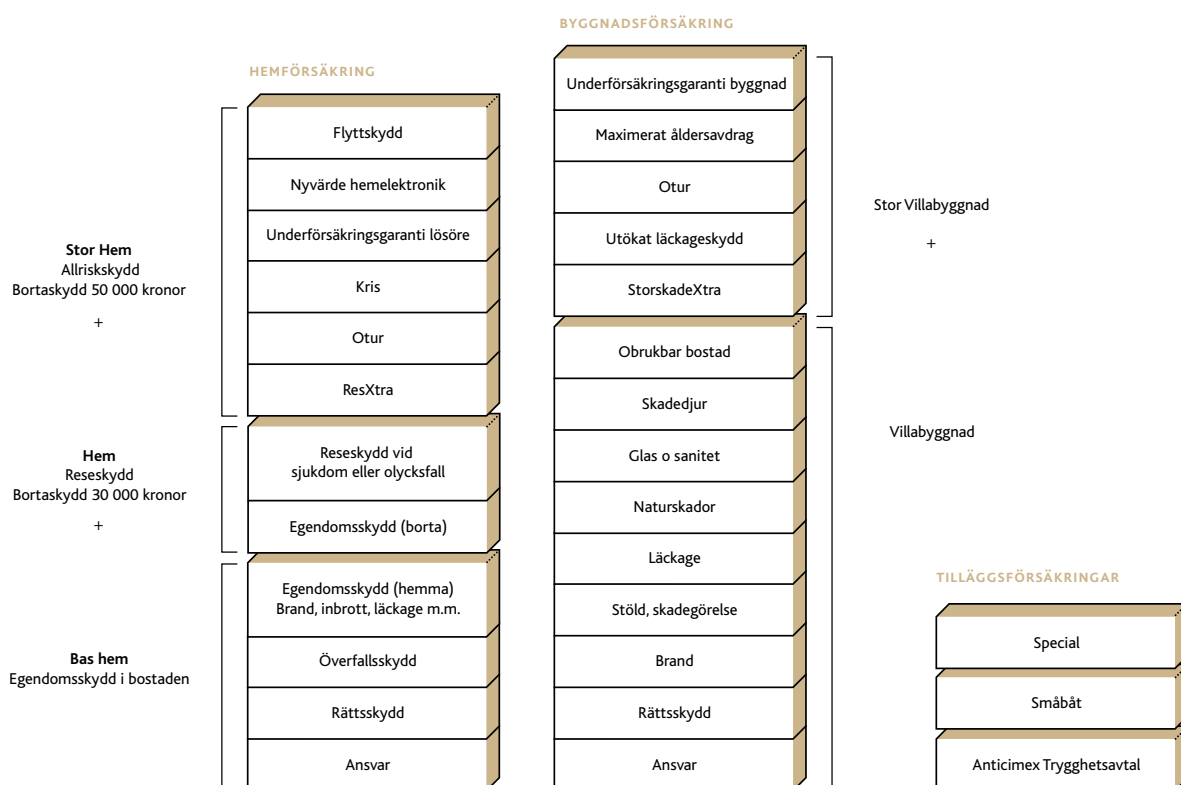 BYGGNADSFÖRSÄKRING
HEMFÖRSÄKRING
Stor Hem
Allriskskydd
Bortaskydd 50 000 kronor
+
Flyttskydd
Nyvärde hemelektronik
Underförsäkringsgaranti lösöre
Kris
Otur
ResXtra
Hem
Reseskydd
Bortaskydd 30 000 kronor
+
Reseskydd vid
sjukdom eller olycksfall
Egendomsskydd (borta)
Bas hem
Egendomsskydd i bostaden
Egendomsskydd (hemma)
Brand, inbrott, läckage m.m.
Överfallsskydd
Rättsskydd
Ansvar
Underförsäkringsgaranti byggnad
Maximerat åldersavdrag
Otur
Utökat läckageskydd
StorskadeXtra
Stor Villabyggnad
+
Obrukbar bostad
Skadedjur
Glas o sanitet
Naturskador
Läckage
Stöld, skadegörelse
Brand
Rättsskydd
Ansvar
Villabyggnad
TILLÄGGSFÖRSÄKRINGAR
Special
Småbåt
Anticimex Trygghetsavtal